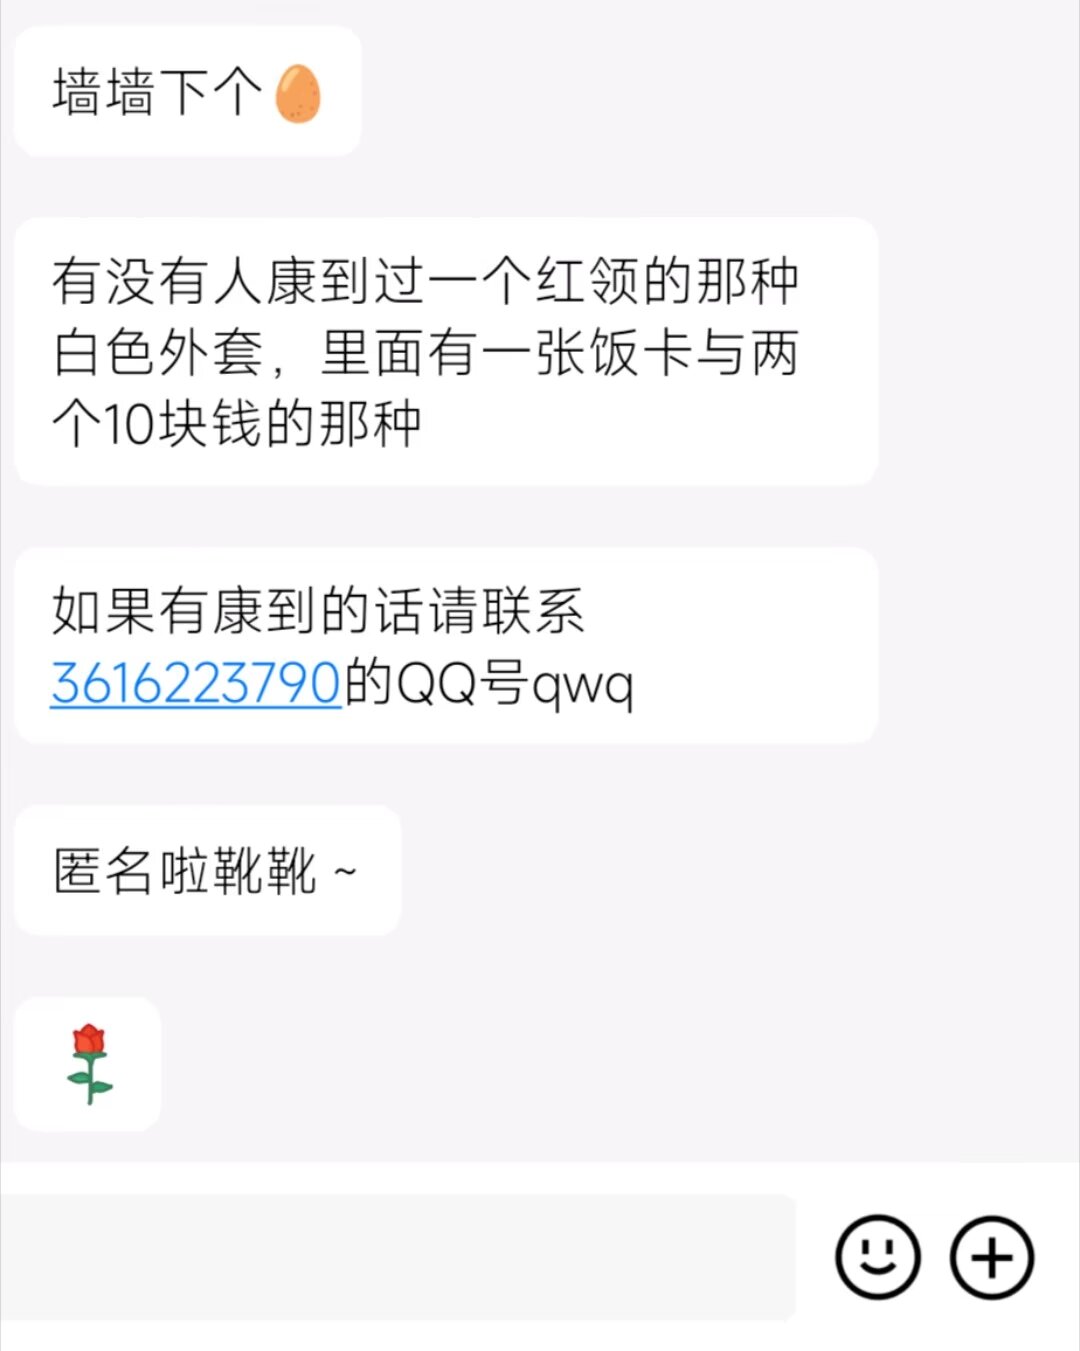 墙墙下个🥚
有没有人康到过一个红领的那种
白色外套，里面有一张饭卡与两
个10块钱的那种
如果有康到的话请联系
3616223790的QQ号qwq
匿名啦靴靴 ~
🌹